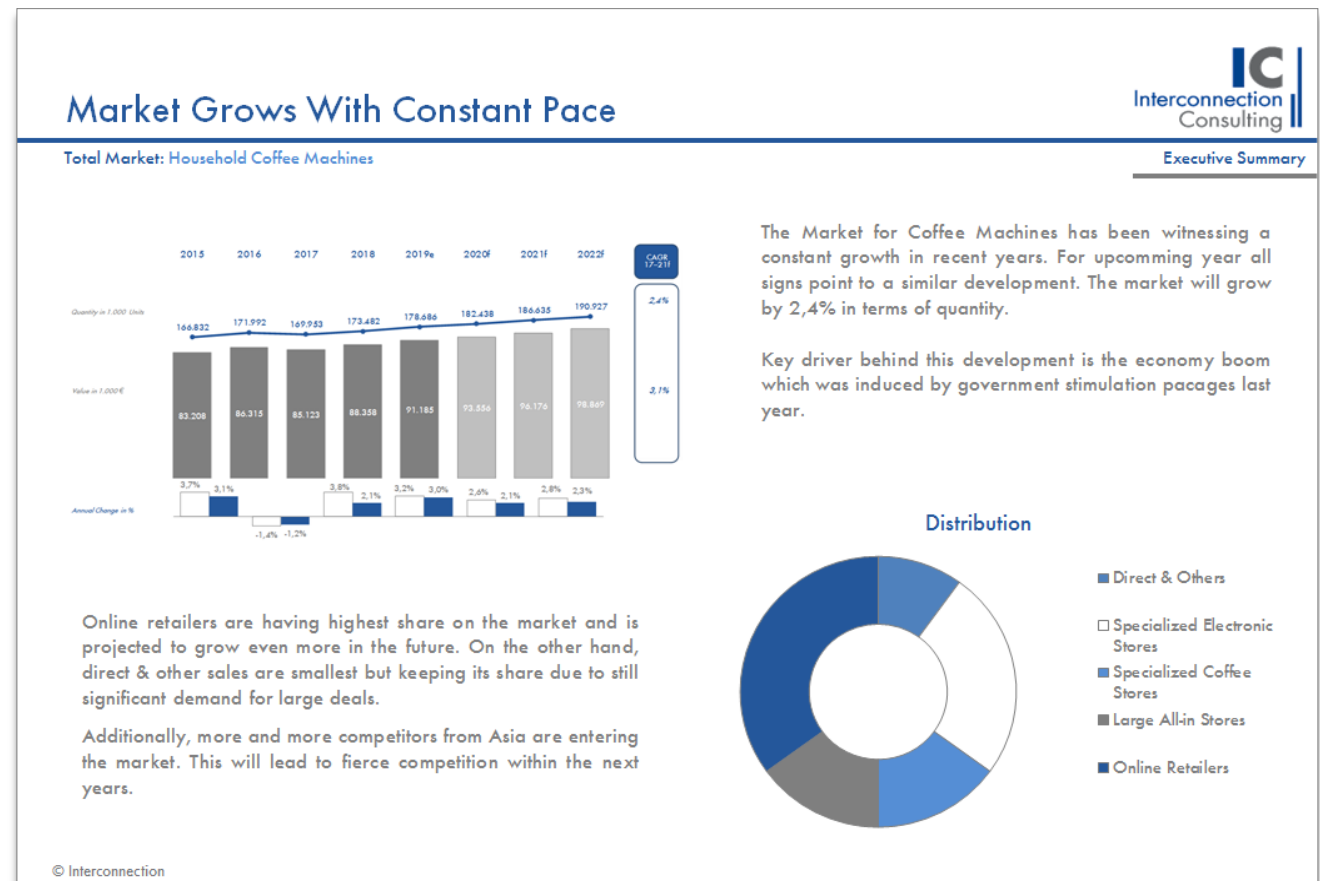 IC
Interconnection
Consulting
Market Grows With Constant Pace
Total Market: Household Coffee Machines
Executive Summary
2015 2016 2017 2018 2019e 2020f 2021f 2022f
CAGR
17-21f
Quantity in 1.000 Units
166.832 171.992 169.953 173.482 178.686 182.438 186.635 190.927
2,4%
Value in 1.000 €
83.208 86.315 85.123 88.358 91.185 93.556 96.176 98.869
3,1%
3,7% 3,1% 3,8% 2,1% 3,2% 3,0% 2,6% 2,1% 2,8% 2,3%
Annual Change in %
-1,4% -1,2%
The Market for Coffee Machines has been witnessing a
constant growth in recent years. For upcomming year all
signs point to a similar development. The market will grow
by 2,4% in terms of quantity.
Key driver behind this development is the economy boom
which was induced by government stimulation pacages last
year.
Online retailers are having highest share on the market and is
projected to grow even more in the future. On the other hand,
direct & other sales are smallest but keeping its share due to still
significant demand for large deals.
Additionally, more and more competitors from Asia are entering
the market. This will lead to fierce competition within the next
years.
Distribution
Direct & Others
Specialized Electronic
Stores
Specialized Coffee
Stores
Large All-in Stores
Online Retailers
© Interconnection